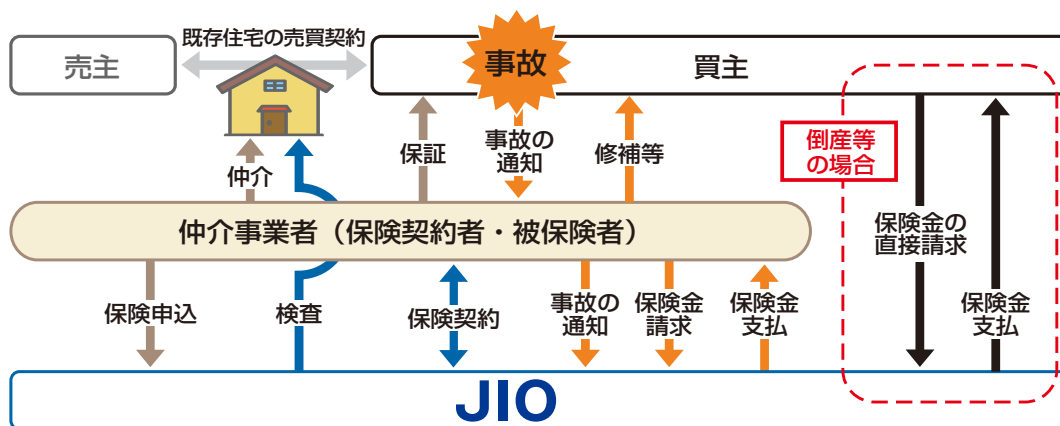 既存住宅の売買契約
売主
事故
買主
仲介
保証
事故の
通知
修補等
倒産等
の場合
保険金の
直接請求
仲介事業者（保険契約者・被保険者）
保険申込
検査
保険契約
事故の
通知
保険金
請求
保険金
支払
保険金
支払
JIO